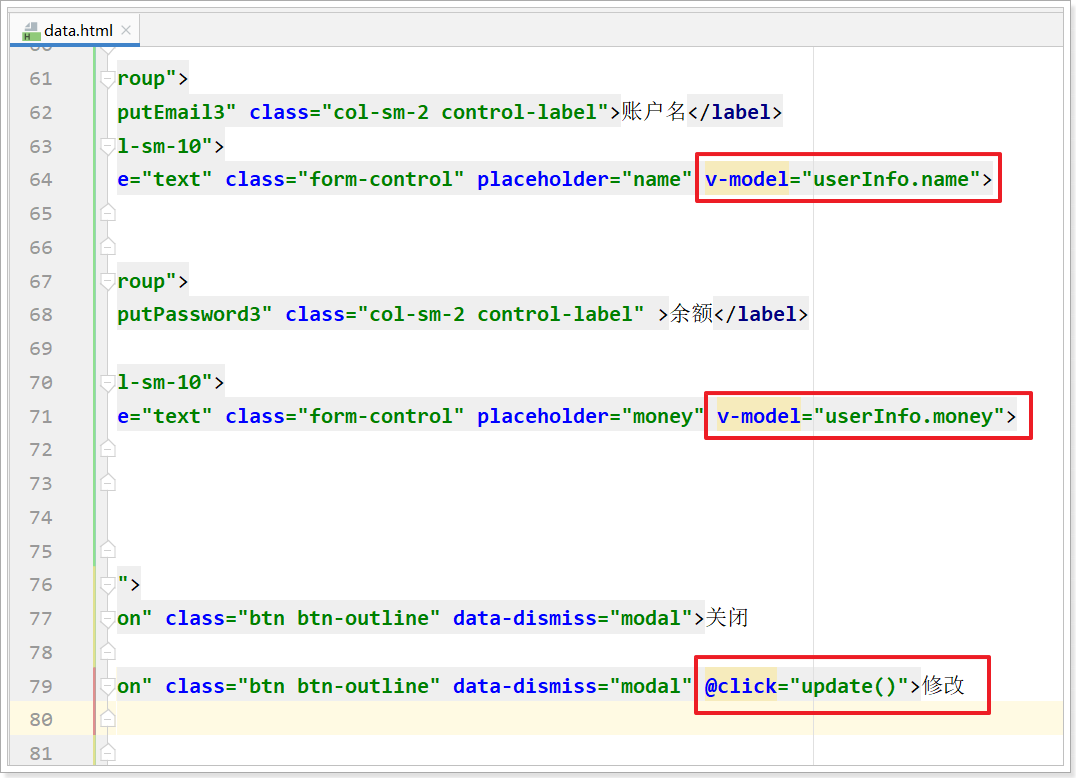 data.html
61 roup">
62 putEmail3" class="col-sm-2 control-label">账户名</label>
63 l-sm-10">
64 e="text" class="form-control" placeholder="name" v-model="userInfo.name">
65
66
67 roup">
68 putPassword3" class="col-sm-2 control-label" >余额</label>
69
70 l-sm-10">
71 e="text" class="form-control" placeholder="money" v-model="userInfo.money">
72
73
74
75
76 ">
77 on" class="btn btn-outline" data-dismiss="modal">关闭
78
79 on" class="btn btn-outline" data-dismiss="modal" @click="update()">修改
80
81